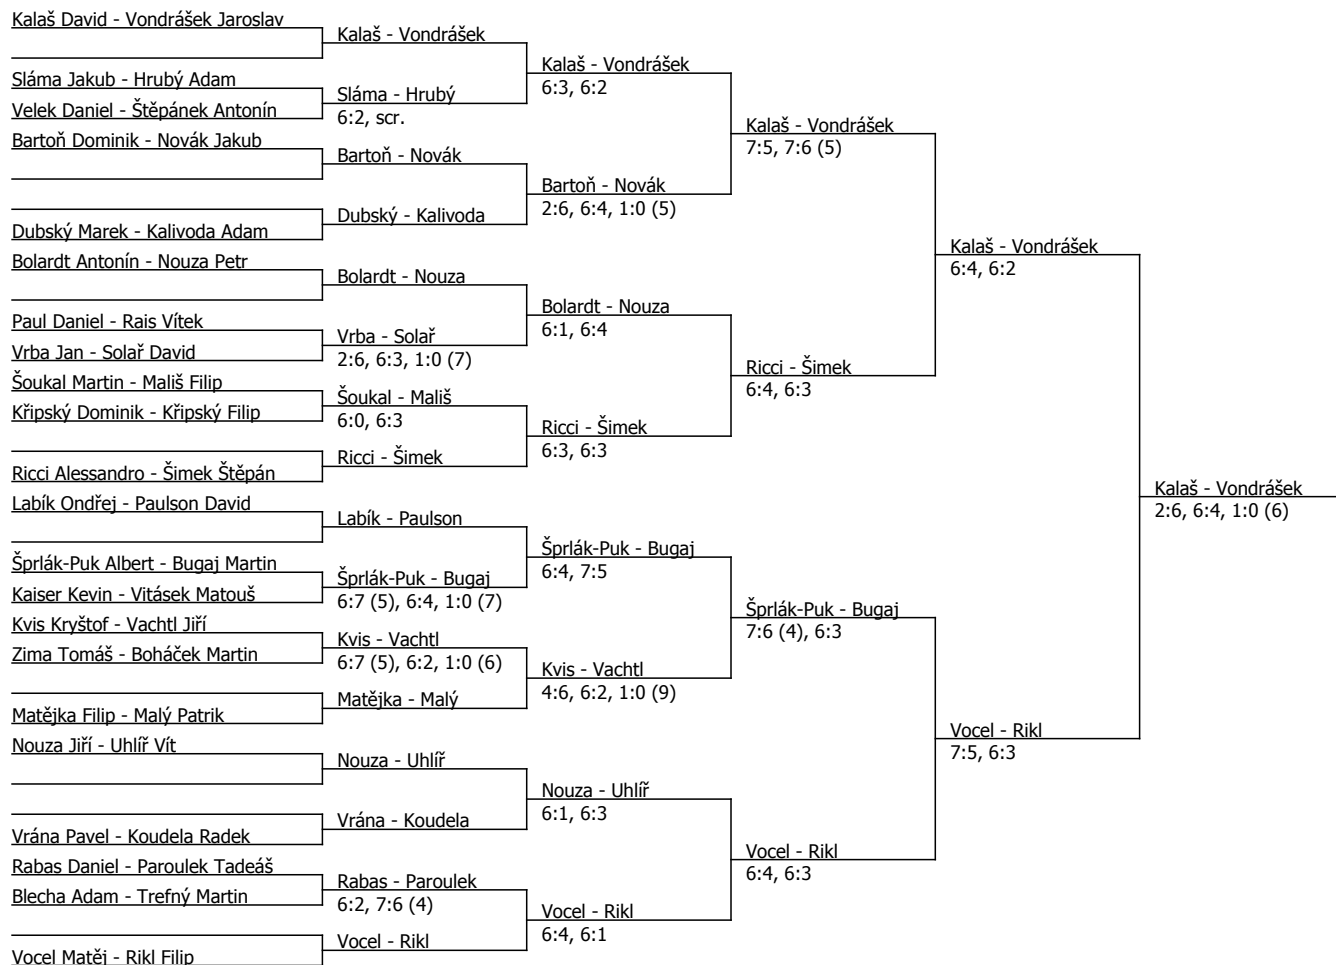 Kalaš David - Vondrášek Jaroslav
Sláma Jakub - Hrubý Adam
Velek Daniel - Štěpánek Antonín
Bartoň Dominik - Novák Jakub
Dubský Marek - Kalivoda Adam
Bolardt Antonín - Nouza Petr
Paul Daniel - Rais Vítek
Vrba Jan - Solař David
Šoukal Martin - Mališ Filip
Křipský Dominik - Křipský Filip
Ricci Alessandro - Šimek Štěpán
Labík Ondřej - Paulson David
Šprlák-Puk Albert - Bugaj Martin
Kaiser Kevin - Vitásek Matouš
Kvis Kryštof - Vachtl Jiří
Zima Tomáš - Boháček Martin
Matějka Filip - Malý Patrik
Nouza Jiří - Uhlíř Vít
Vrána Pavel - Koudela Radek
Rabas Daniel - Paroulek Tadeáš
Blecha Adam - Trefný Martin
Vocel Matěj - Rikl Filip
Kalaš - Vondrášek
Sláma - Hrubý
6:2, scr.
Bartoň - Novák
Dubský - Kalivoda
Bolardt - Nouza
Vrba - Solař
2:6, 6:3, 1:0 (7)
Šoukal - Mališ
6:0, 6:3
Ricci - Šimek
Labík - Paulson
Šprlák-Puk - Bugaj
6:7 (5), 6:4, 1:0 (7)
Kvis - Vachtl
6:7 (5), 6:2, 1:0 (6)
Matějka - Malý
Nouza - Uhlíř
Vrána - Koudela
Rabas - Paroulek
6:2, 7:6 (4)
Vocel - Rikl
Kalaš - Vondrášek
6:3, 6:2
Bartoň - Novák
2:6, 6:4, 1:0 (5)
Bolardt - Nouza
6:1, 6:4
Ricci - Šimek
6:3, 6:3
Šprlák-Puk - Bugaj
6:4, 7:5
Kvis - Vachtl
4:6, 6:2, 1:0 (9)
Nouza - Uhlíř
6:1, 6:3
Vocel - Rikl
6:4, 6:1
Kalaš - Vondrášek
7:5, 7:6 (5)
Ricci - Šimek
6:4, 6:3
Šprlák-Puk - Bugaj
7:6 (4), 6:3
Vocel - Rikl
6:4, 6:3
Kalaš - Vondrášek
6:4, 6:2
Vocel - Rikl
7:5, 6:3
Kalaš - Vondrášek
2:6, 6:4, 1:0 (6)